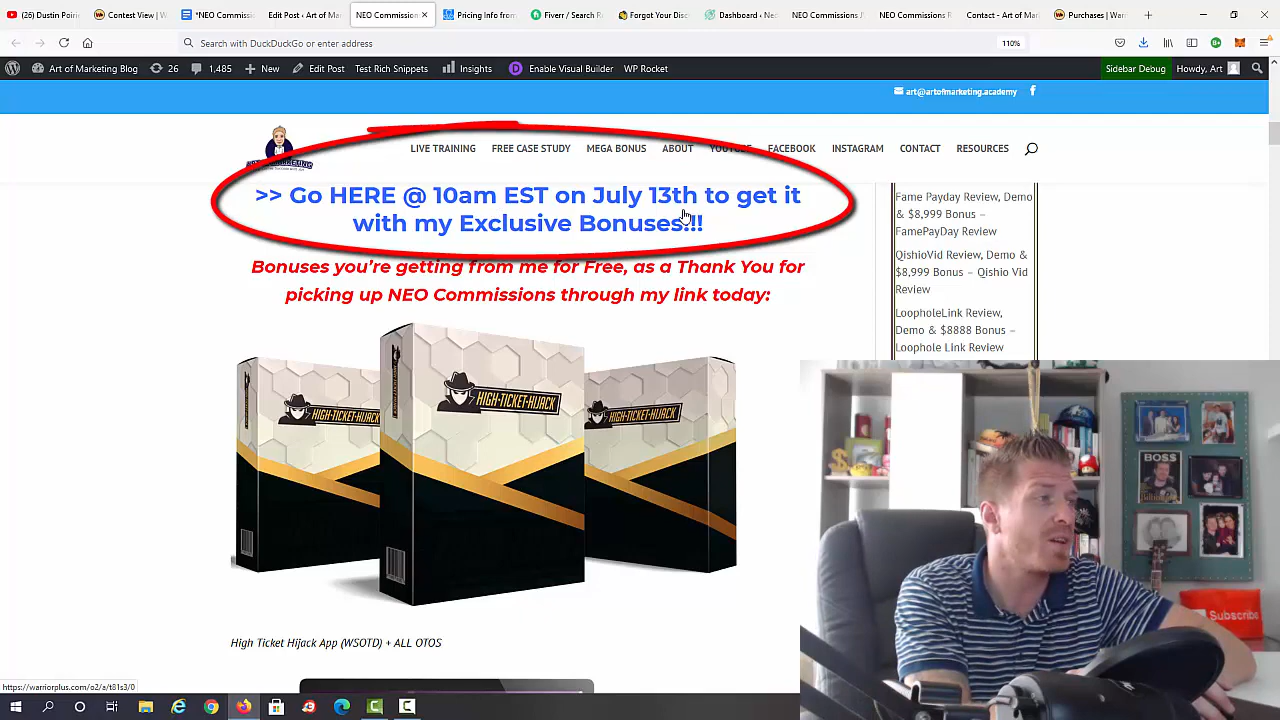 (26) Dustin Poirie
Contest View | W
*NEO Commissio
Edit Post ‹ Art of M
NEO Commission
Pricing Info from
Fiverr / Search R
Forgot Your Disc
Dashboard ‹ Ne
NEO Commissions J
NEO Commissions R
Contact - Art of Mar
Purchases | Warr
Search with DuckDuckGo or enter address
110%
Art of Marketing Blog
26
1,485
New
Edit Post
Test Rich Snippets
Insights
Enable Visual Builder
WP Rocket
Sidebar Debug
Howdy, Art
art@artofmarketing.academy
LIVE TRAINING
FREE CASE STUDY
MEGA BONUS
ABOUT
YOUTUBE
FACEBOOK
INSTAGRAM
CONTACT
RESOURCES
>> Go HERE @ 10am EST on July 13th to get it
with my Exclusive Bonuses!!!
Bonuses you're getting from me for Free, as a Thank You for
picking up NEO Commissions through my link today:
Fame Payday Review, Demo
& $8,999 Bonus –
FamePayDay Review
QishioVid Review, Demo &
$8,999 Bonus – Qishio Vid
Review
LoopholeLink Review,
Demo & $8888 Bonus –
Loophole Link Review
HIGH-TICKET-HIJACK
HIGH-TICKET-HIJACK
HIGH-TICKET-HIJACK
High Ticket Hijack App (WSOTD) + ALL OTOS
BO$$
Subscribe
https://warriorplus.com/o2/a/t81s3/0